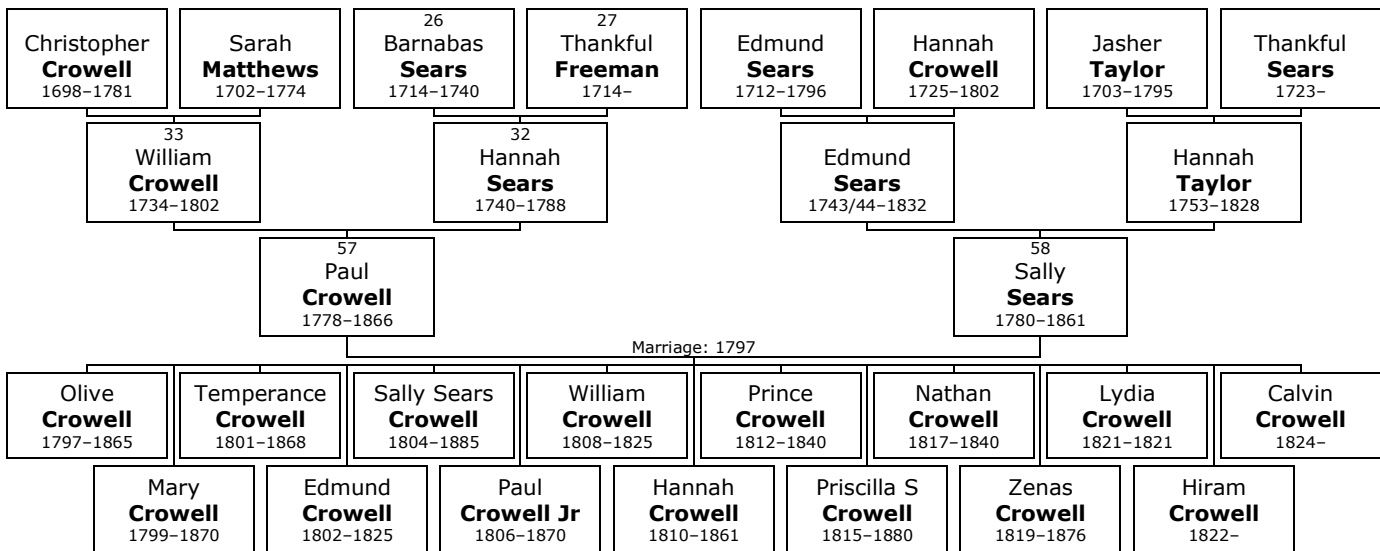 Christopher
Crowell
1698–1781
Sarah
Matthews
1702–1774
26
Barnabas
Sears
1714–1740
27
Thankful
Freeman
1714–
Edmund
Sears
1712–1796
Hannah
Crowell
1725–1802
Jasher
Taylor
1703–1795
Thankful
Sears
1723–
33
William
Crowell
1734–1802
32
Hannah
Sears
1740–1788
Edmund
Sears
1743/44–1832
Hannah
Taylor
1753–1828
57
Paul
Crowell
1778–1866
58
Sally
Sears
1780–1861
Marriage: 1797
Olive
Crowell
1797–1865
Temperance
Crowell
1801–1868
Sally Sears
Crowell
1804–1885
William
Crowell
1808–1825
Prince
Crowell
1812–1840
Nathan
Crowell
1817–1840
Lydia
Crowell
1821–1821
Calvin
Crowell
1824–
Mary
Crowell
1799–1870
Edmund
Crowell
1802–1825
Paul
Crowell Jr
1806–1870
Hannah
Crowell
1810–1861
Priscilla S
Crowell
1815–1880
Zenas
Crowell
1819–1876
Hiram
Crowell
1822–